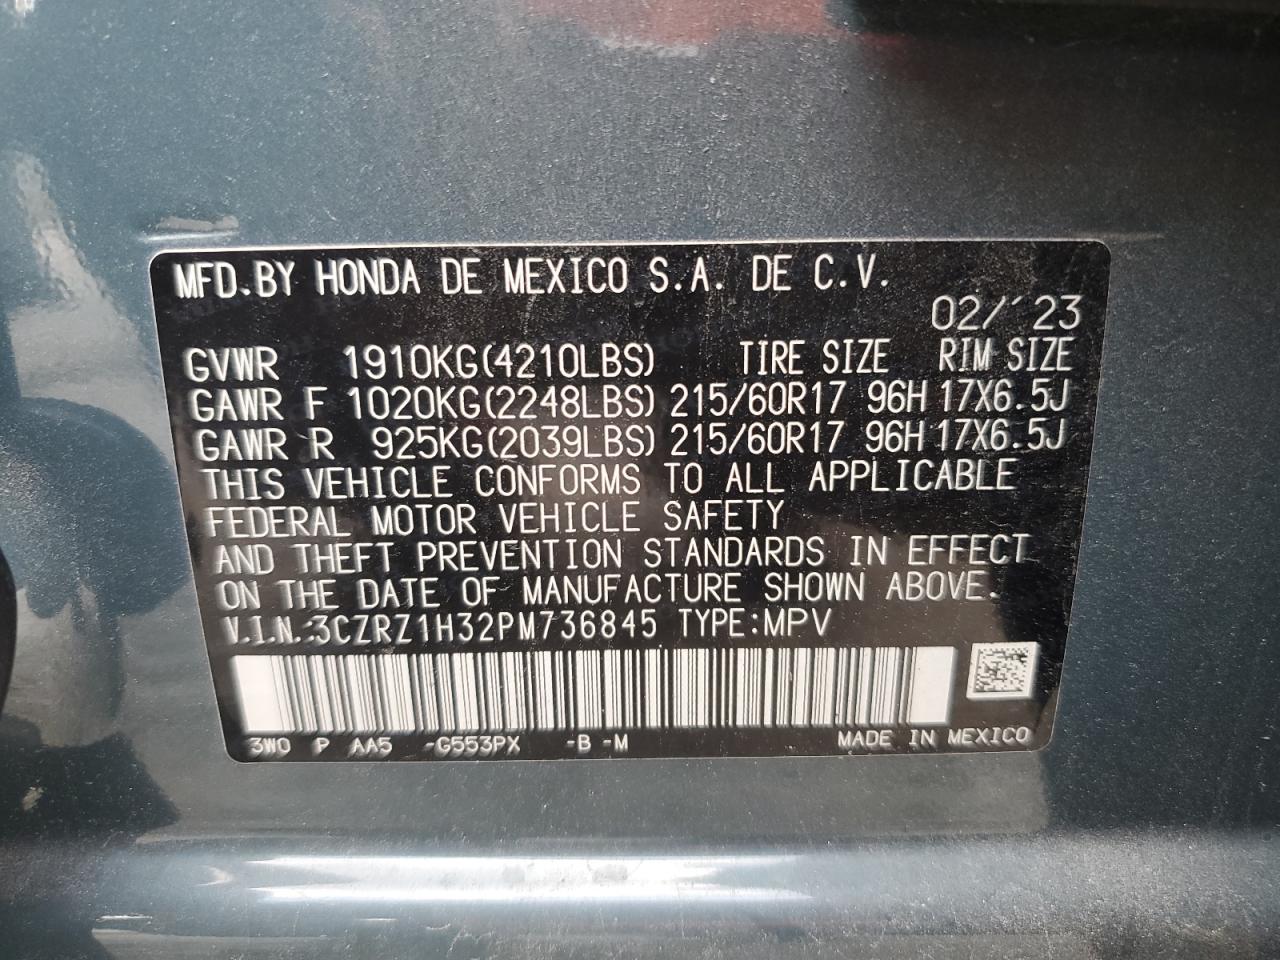 MFD.BY HONDA DE MEXICO S.A. DE C.V.
02/'23
GVWR 1910KG(4210LBS) TIRE SIZE RIM SIZE
GAWR F 1020KG(2248LBS) 215/60R17 96H 17X6.5J
GAWR R 925KG(2039LBS) 215/60R17 96H 17X6.5J
THIS VEHICLE CONFORMS TO ALL APPLICABLE
FEDERAL MOTOR VEHICLE SAFETY
AND THEFT PREVENTION STANDARDS IN EFFECT
ON THE DATE OF MANUFACTURE SHOWN ABOVE.
V.I.N.:3CZRZ1H32PM736845 TYPE:MPV
3W0 P AA5 -G553PX -B -M MADE IN MEXICO